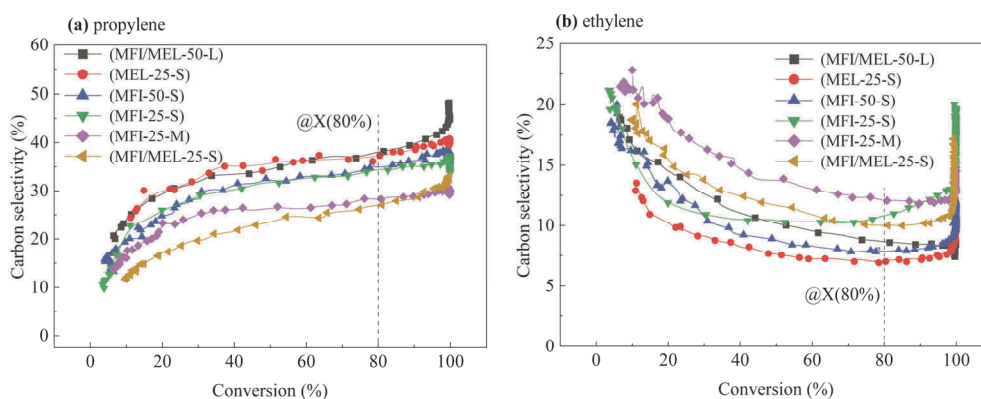 (a) propylene
60
50
40
30
20
10
0
Carbon selectivity (%)
(MFI/MEL-50-L)
(MEL-25-S)
(MFI-50-S)
(MFI-25-S)
(MFI-25-M)
(MFI/MEL-25-S)
@X(80%)
0 20 40 60 80 100
Conversion (%)
(b) ethylene
25
20
15
10
5
0
Carbon selectivity (%)
(MFI/MEL-50-L)
(MEL-25-S)
(MFI-50-S)
(MFI-25-S)
(MFI-25-M)
(MFI/MEL-25-S)
@X(80%)
0 20 40 60 80 100
Conversion (%)